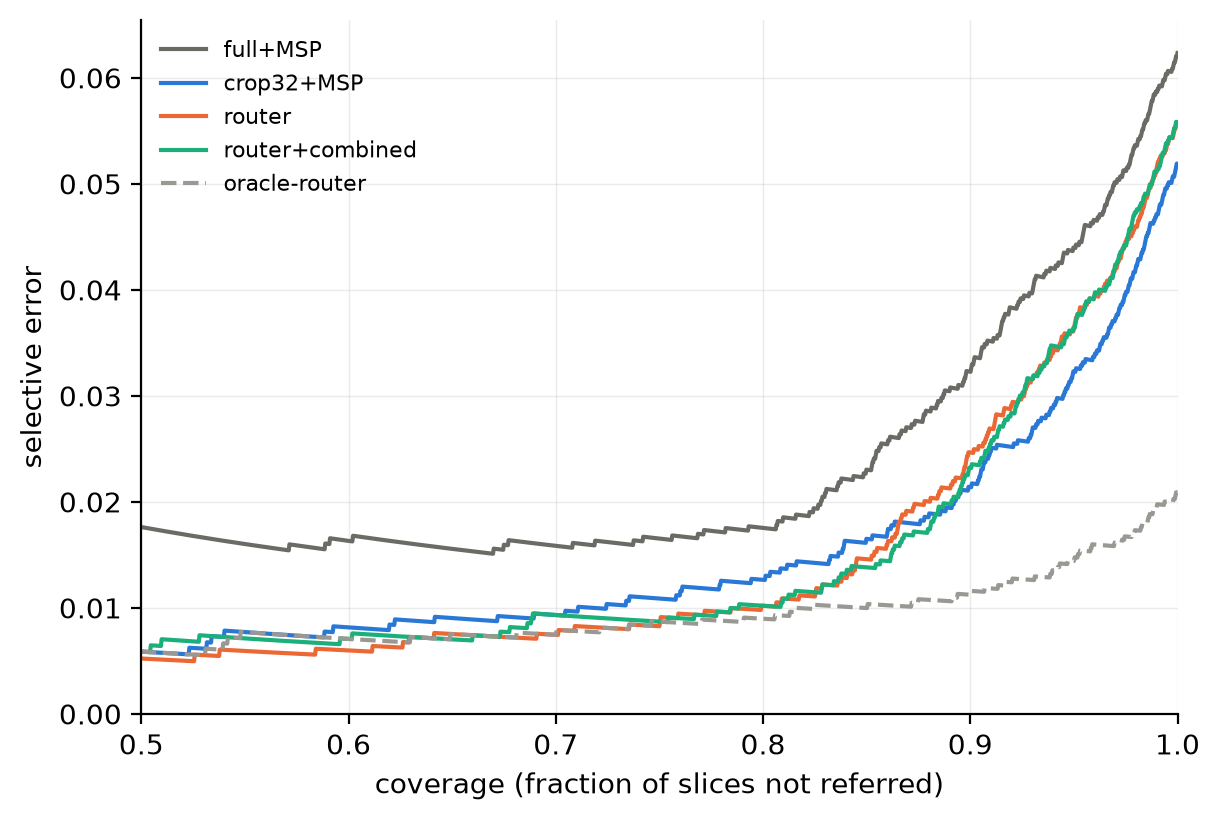 full+MSP
crop32+MSP
router
router+combined
oracle-router
0.06
0.05
0.04
0.03
0.02
0.01
0.00
selective error
0.5 0.6 0.7 0.8 0.9 1.0
coverage (fraction of slices not referred)